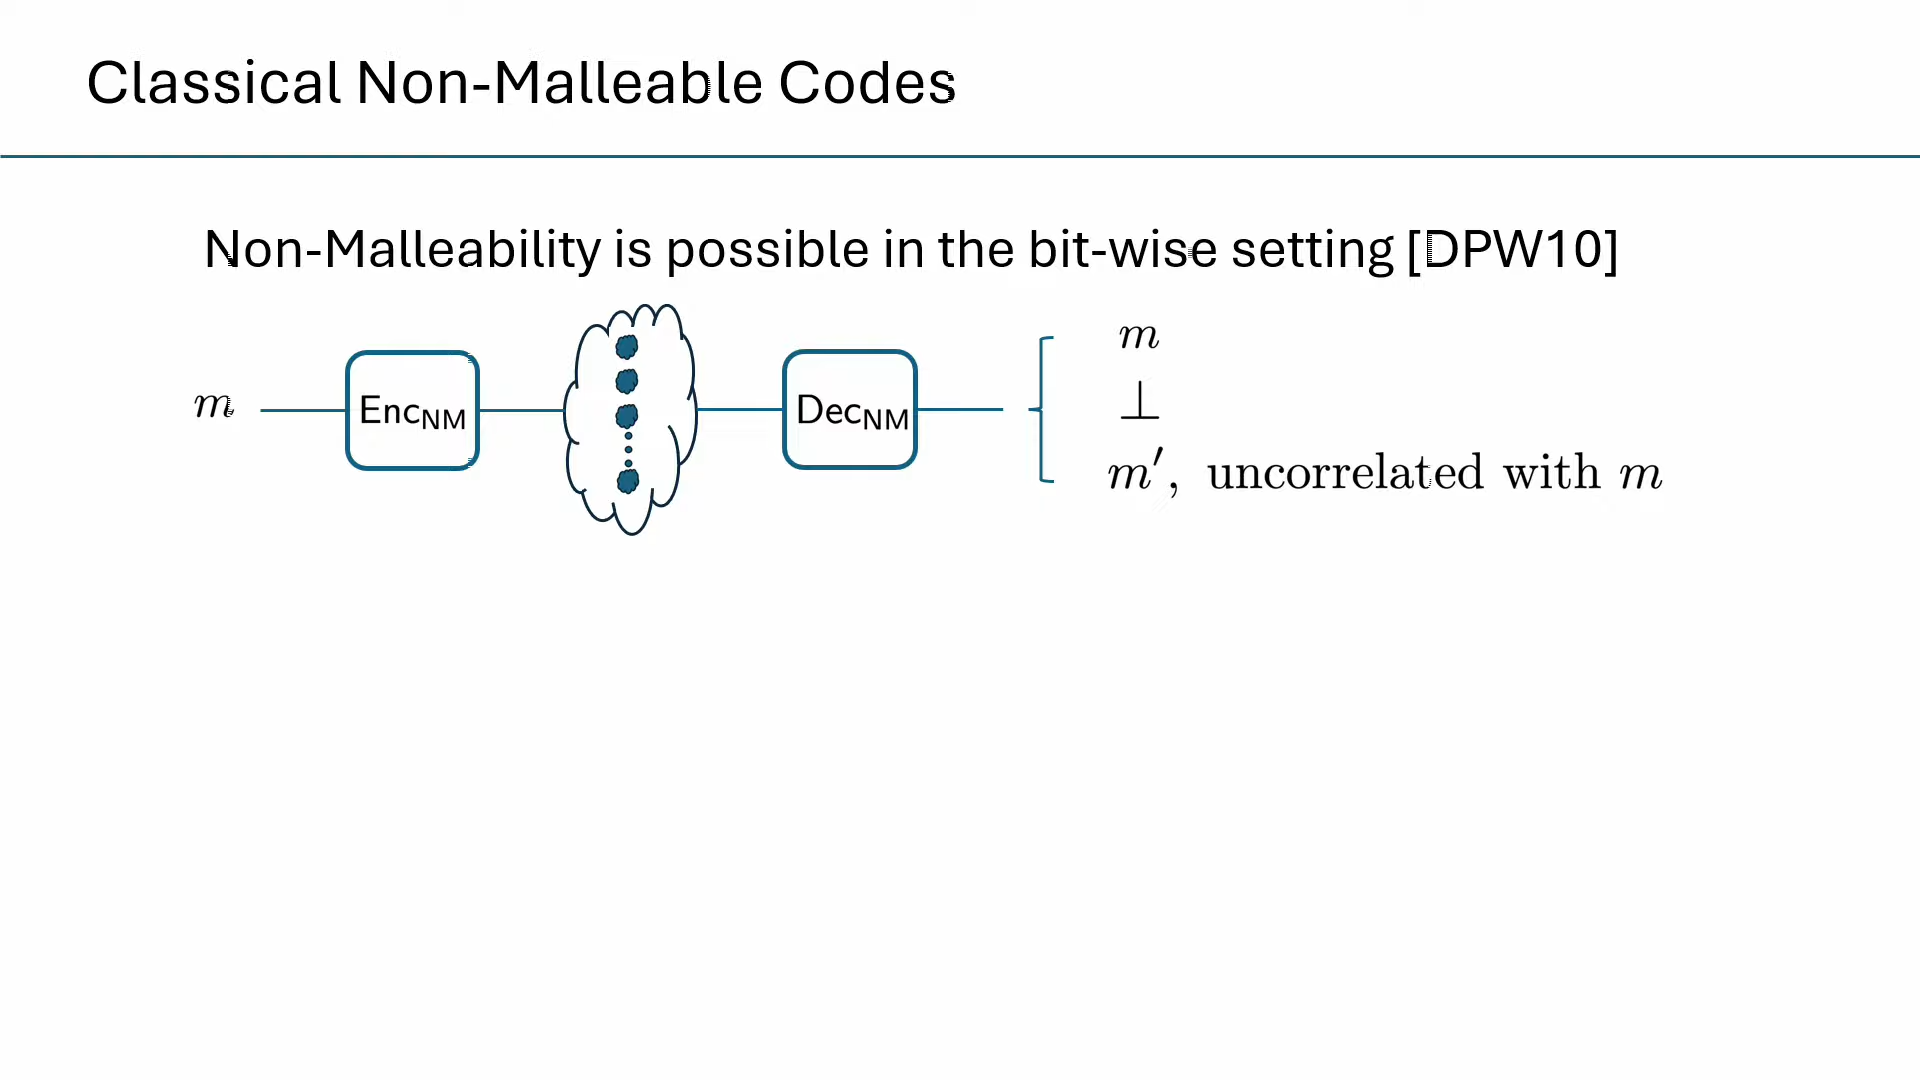 Classical Non-Malleable Codes
Non-Malleability is possible in the bit-wise setting [DPW10]
m
Enc_NM
Dec_NM
m
⊥
m′, uncorrelated with m